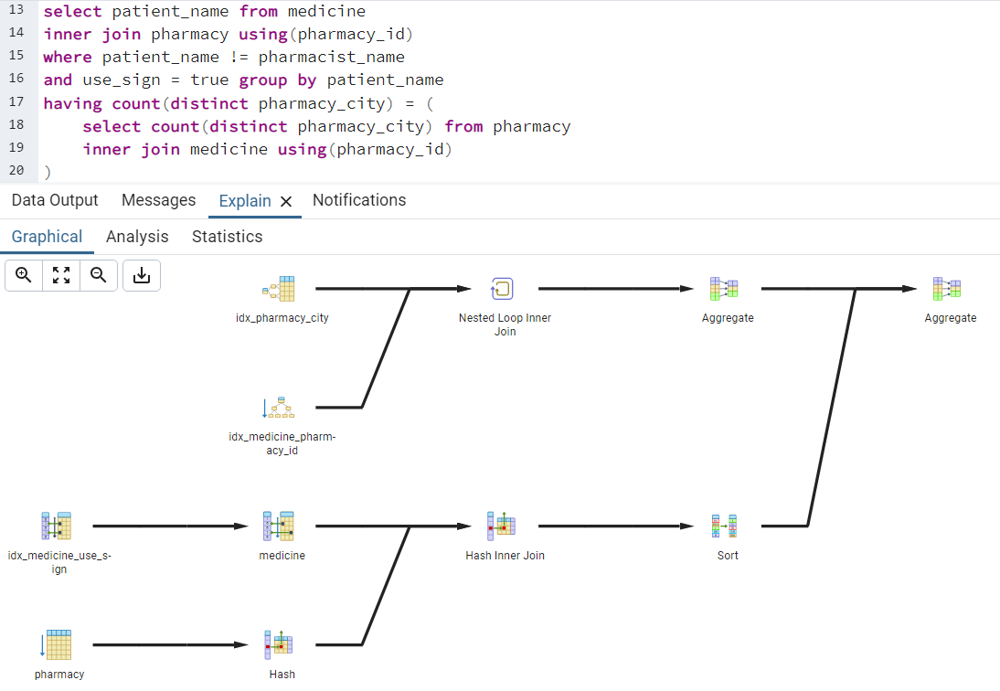 13 select patient_name from medicine
14 inner join pharmacy using(pharmacy_id)
15 where patient_name != pharmacist_name
16 and use_sign = true group by patient_name
17 having count(distinct pharmacy_city) = (
18 select count(distinct pharmacy_city) from pharmacy
19 inner join medicine using(pharmacy_id)
20 )
Data Output Messages Explain Notifications
Graphical Analysis Statistics
idx_pharmacy_city
Nested Loop Inner
Join
Aggregate
Aggregate
idx_medicine_pharm-
acy_id
idx_medicine_use_s-
ign
medicine
Hash Inner Join
Sort
pharmacy
Hash